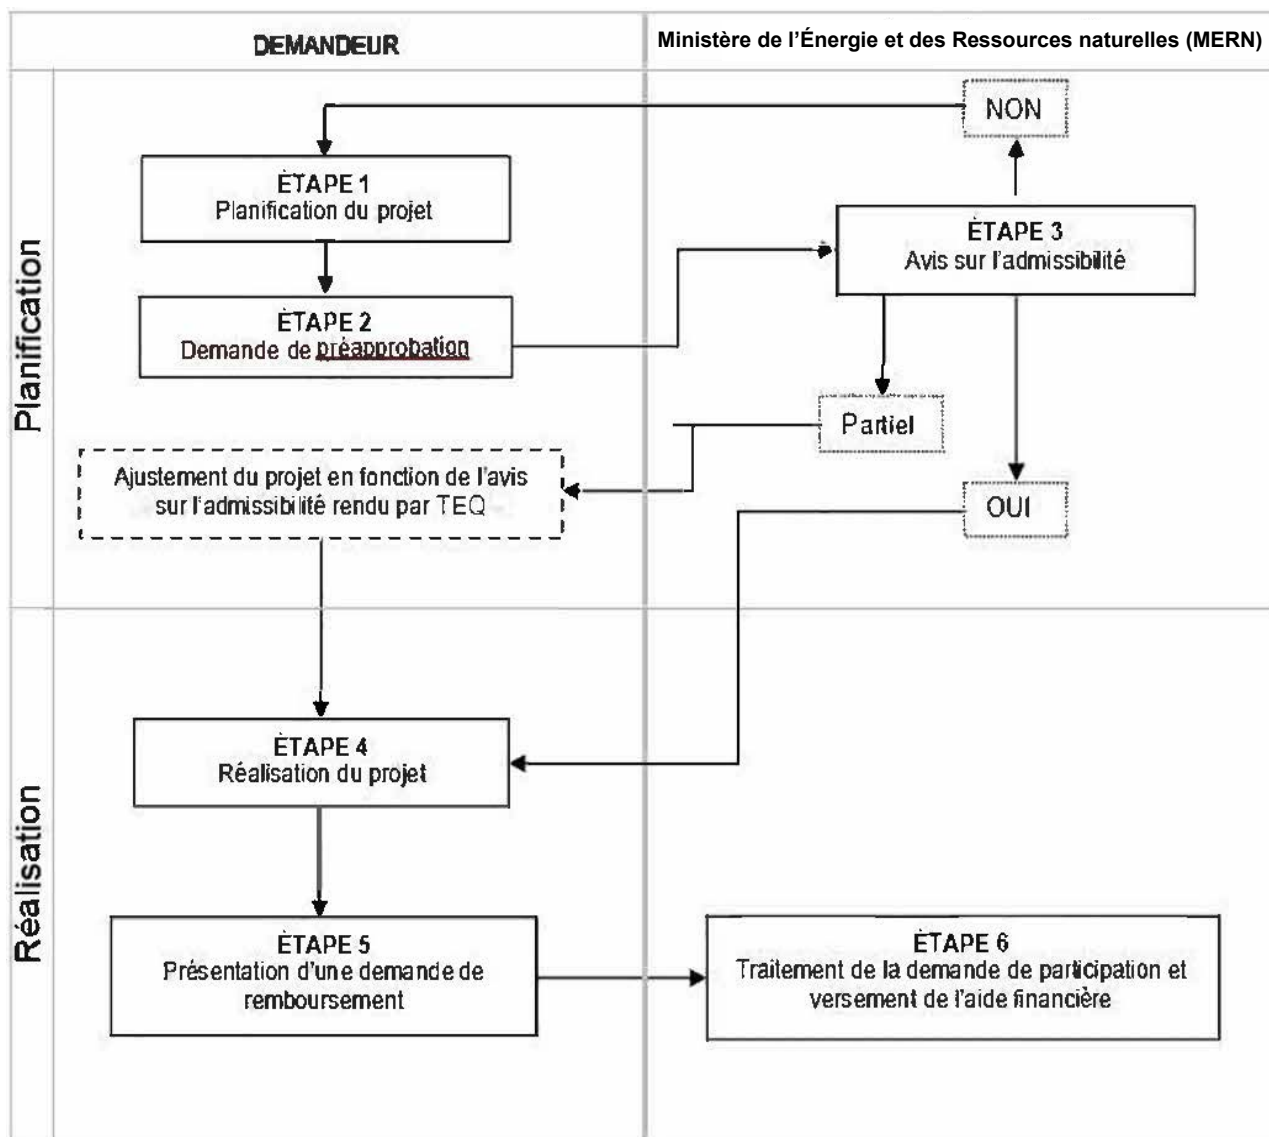 DEMANDEUR
Ministère de l'Énergie et des Ressources naturelles (MERN)
Planification
NON
ÉTAPE 1
Planification du projet
ÉTAPE 3
Avis sur l'admissibilité
ÉTAPE 2
Demande de préapprobation
Partiel
Ajustement du projet en fonction de l'avis
sur l'admissibilité rendu par TEQ
OUI
Réalisation
ÉTAPE 4
Réalisation du projet
ÉTAPE 5
Présentation d'une demande de
remboursement
ÉTAPE 6
Traitement de la demande de participation et
versement de l'aide financière